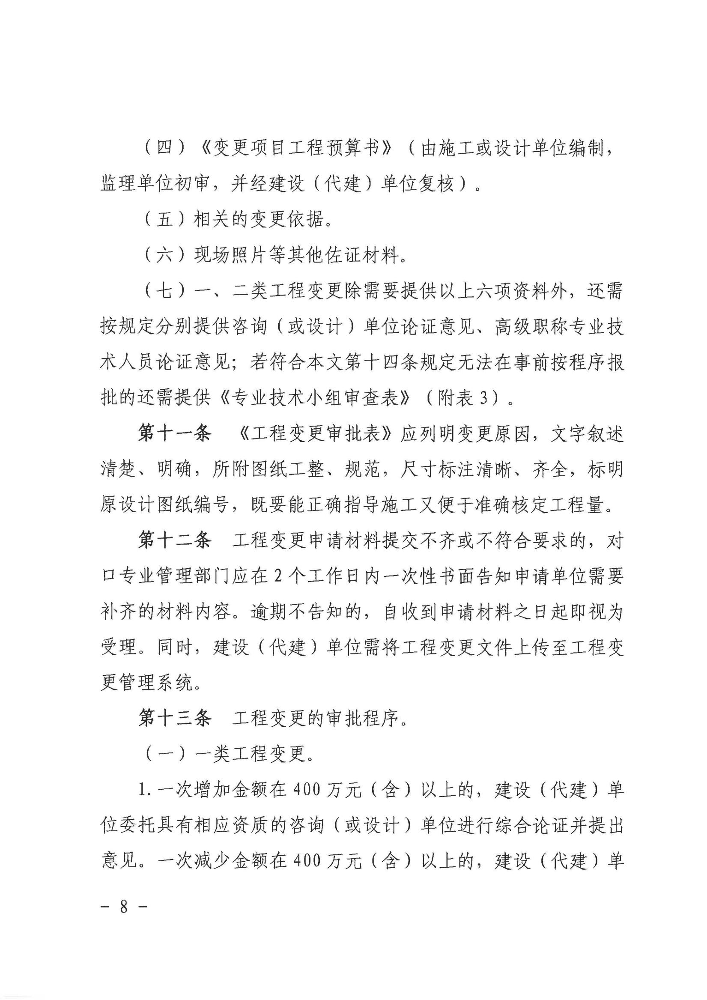 （四）《变更项目工程预算书》（由施工或设计单位编制，
监理单位初审，并经建设（代建）单位复核）。
（五）相关的变更依据。
（六）现场照片等其他佐证材料。
（七）一、二类工程变更除需要提供以上六项资料外，还需
按规定分别提供咨询（或设计）单位论证意见、高级职称专业技
术人员论证意见；若符合本文第十四条规定无法在事前按程序报
批的还需提供《专业技术小组审查表》（附表 3）。
第十一条　《工程变更审批表》应列明变更原因，文字叙述
清楚、明确，所附图纸工整、规范，尺寸标注清晰、齐全，标明
原设计图纸编号，既要能正确指导施工又便于准确核定工程量。
第十二条　工程变更申请材料提交不齐或不符合要求的，对
口专业管理部门应在 2 个工作日内一次性书面告知申请单位需要
补齐的材料内容。逾期不告知的，自收到申请材料之日起即视为
受理。同时，建设（代建）单位需将工程变更文件上传至工程变
更管理系统。
第十三条　工程变更的审批程序。
（一）一类工程变更。
1.一次增加金额在 400 万元（含）以上的，建设（代建）单
位委托具有相应资质的咨询（或设计）单位进行综合论证并提出
意见。一次减少金额在 400 万元（含）以上的，建设（代建）单
- 8 -